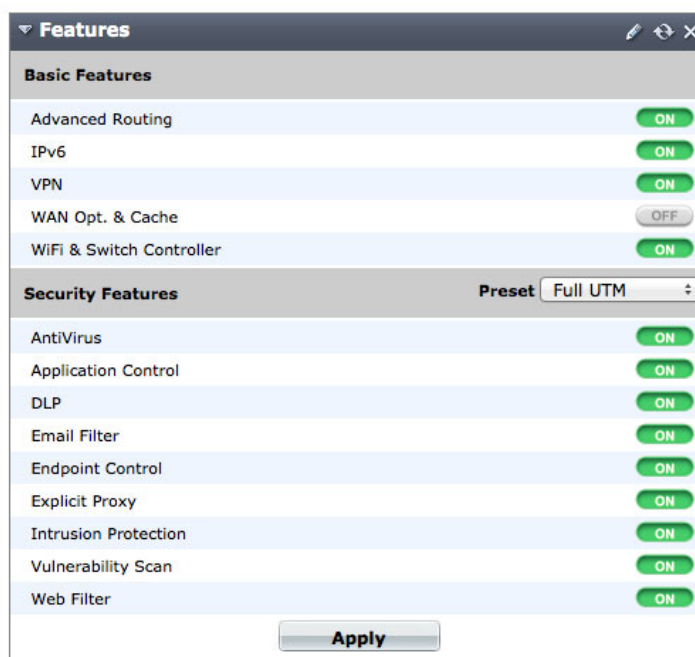 Features
Basic Features
Advanced Routing ON
IPv6 ON
VPN ON
WAN Opt. & Cache OFF
WiFi & Switch Controller ON
Security Features Preset Full UTM
AntiVirus ON
Application Control ON
DLP ON
Email Filter ON
Endpoint Control ON
Explicit Proxy ON
Intrusion Protection ON
Vulnerability Scan ON
Web Filter ON
Apply